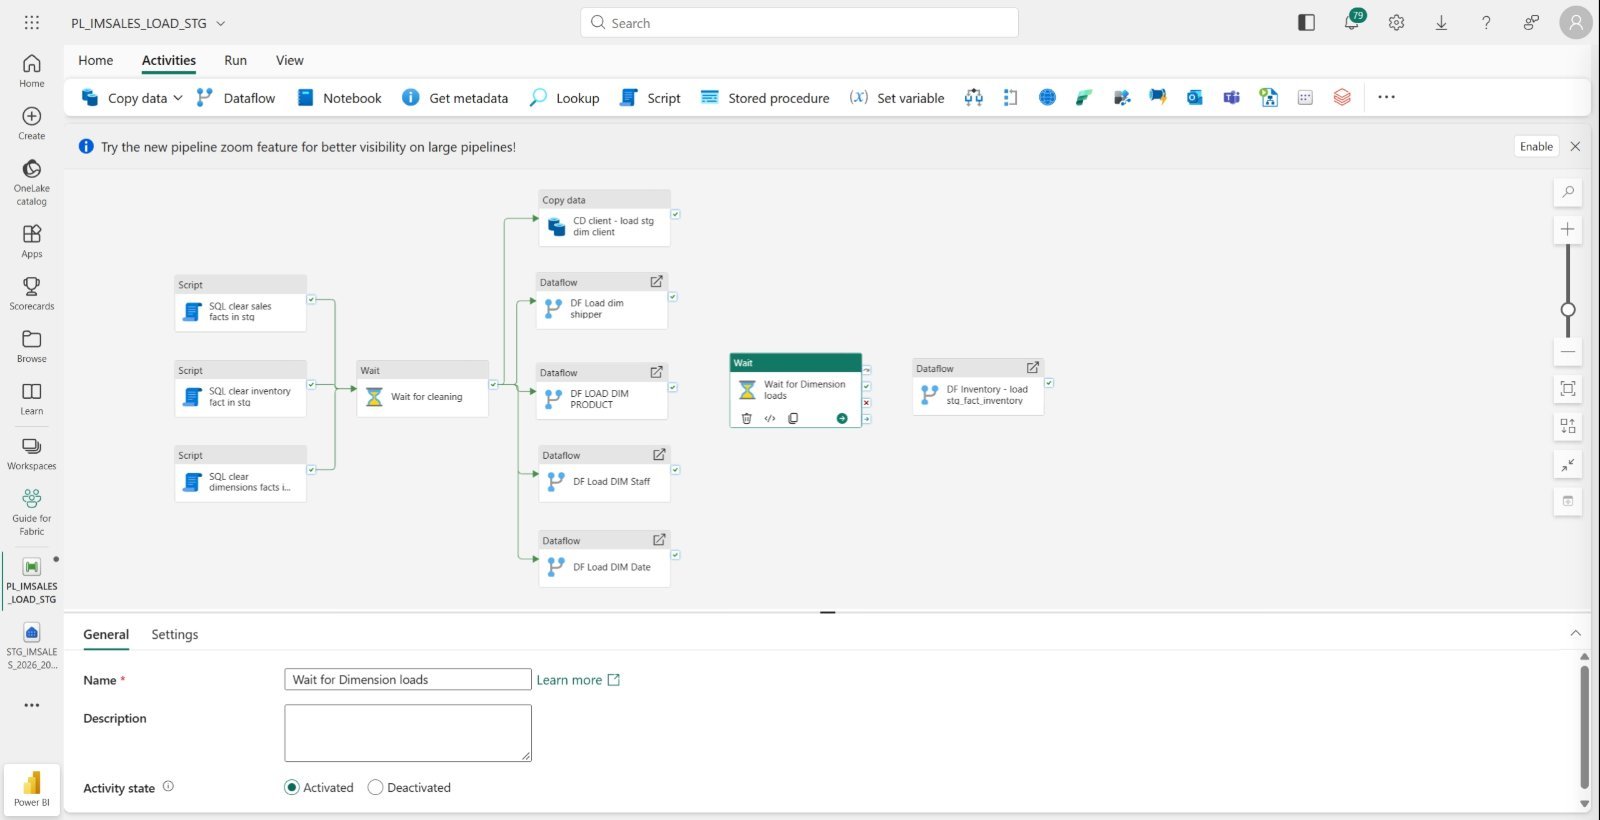 PL_IMSALES_LOAD_STG
Search
79
Home
Activities
Run
View
Copy data
Dataflow
Notebook
Get metadata
Lookup
Script
Stored procedure
(x) Set variable
Try the new pipeline zoom feature for better visibility on large pipelines!
Enable
Home
Create
OneLake
catalog
Apps
Scorecards
Browse
Learn
Workspaces
Guide for
Fabric
PL_IMSALES
_LOAD_STG
STG_IMSALE
S_2026_20...
Power BI
Script
SQL clear sales
facts in stg
Script
SQL clear inventory
fact in stg
Script
SQL clear
dimensions facts i...
Wait
Wait for cleaning
Copy data
CD client - load stg
dim client
Dataflow
DF Load dim
shipper
Dataflow
DF LOAD DIM
PRODUCT
Dataflow
DF Load DIM Staff
Dataflow
DF Load DIM Date
Wait
Wait for Dimension
loads
Dataflow
DF Inventory - load
stg_fact_inventory
General
Settings
Name *
Wait for Dimension loads
Learn more
Description
Activity state
Activated
Deactivated